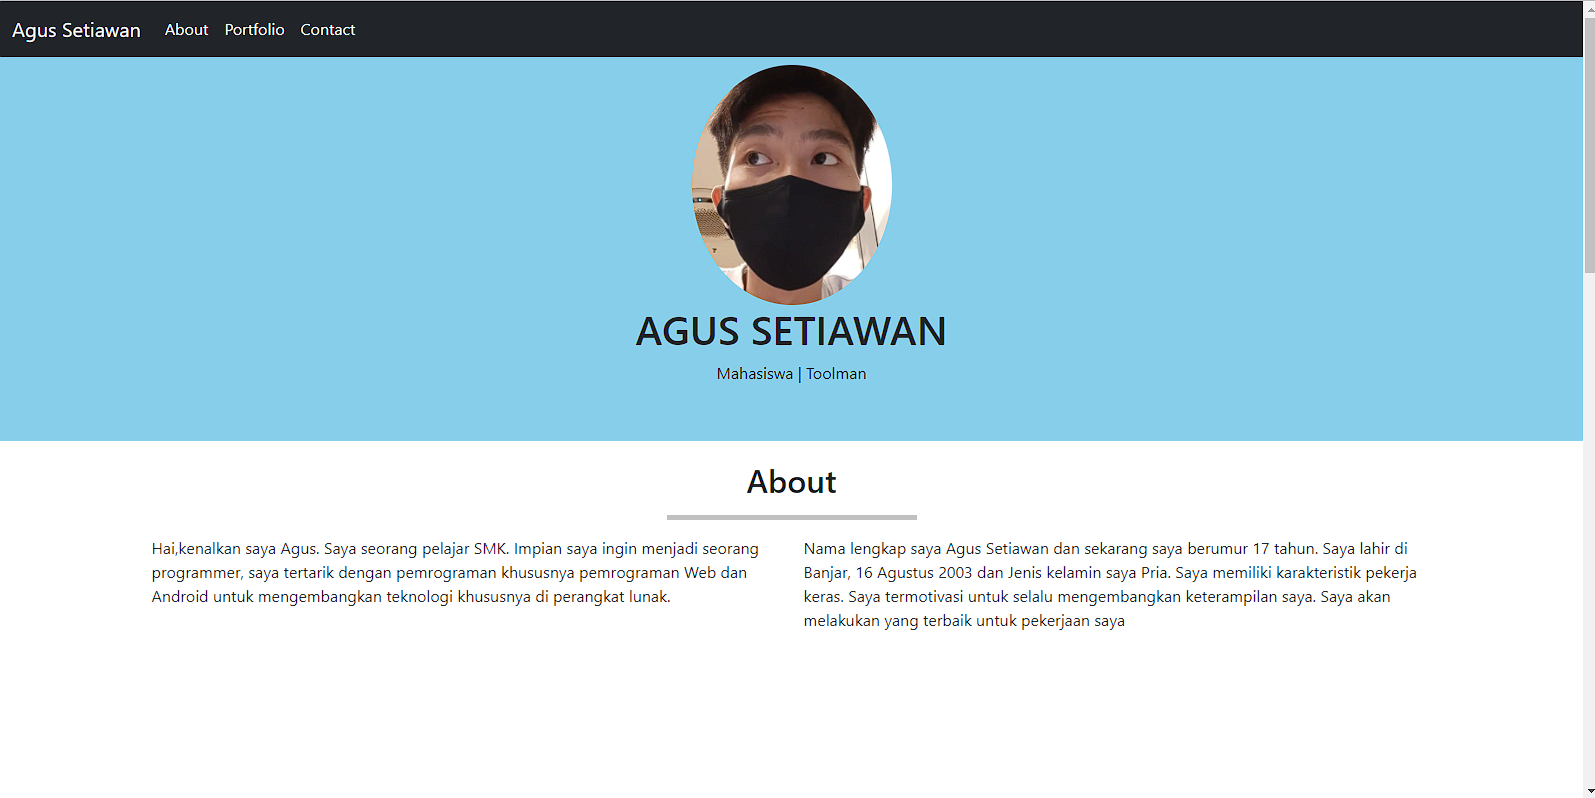 Agus Setiawan About Portfolio Contact
AGUS SETIAWAN
Mahasiswa | Toolman
About
Hai,kenalkan saya Agus. Saya seorang pelajar SMK. Impian saya ingin menjadi seorang
programmer, saya tertarik dengan pemrograman khususnya pemrograman Web dan
Android untuk mengembangkan teknologi khususnya di perangkat lunak.
Nama lengkap saya Agus Setiawan dan sekarang saya berumur 17 tahun. Saya lahir di
Banjar, 16 Agustus 2003 dan Jenis kelamin saya Pria. Saya memiliki karakteristik pekerja
keras. Saya termotivasi untuk selalu mengembangkan keterampilan saya. Saya akan
melakukan yang terbaik untuk pekerjaan saya